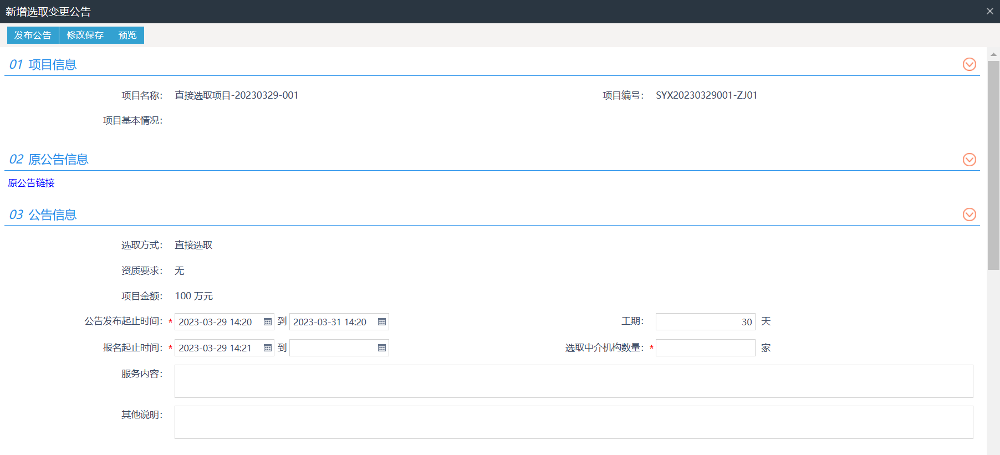 新增选取变更公告
发布公告 修改保存 预览
01 项目信息
项目名称： 直接选取项目-20230329-001 项目编号： SYX20230329001-ZJ01
项目基本情况：
02 原公告信息
原公告链接
03 公告信息
选取方式： 直接选取
资质要求： 无
项目金额： 100 万元
公告发布起止时间：* 2023-03-29 14:20 到 2023-03-31 14:20 工期： 30 天
报名起止时间：* 2023-03-29 14:21 到 选取中介机构数量：* 家
服务内容：
其他说明：